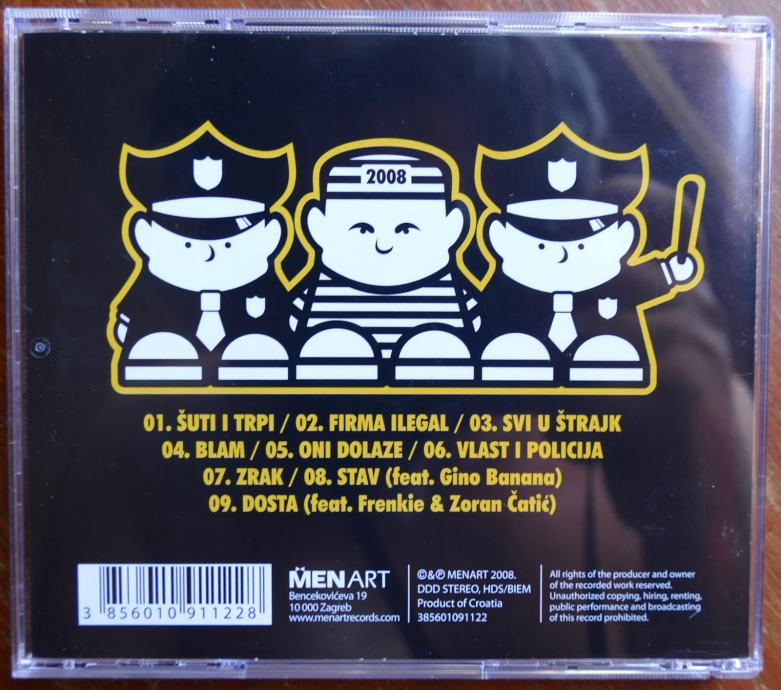 2008
01. ŠUTI I TRPI / 02. FIRMA ILEGAL / 03. SVI U ŠTRAJK
04. BLAM / 05. ONI DOLAZE / 06. VLAST I POLICIJA
07. ZRAK / 08. STAV (feat. Gino Banana)
09. DOSTA (feat. Frenkie & Zoran Čatić)
3 856010 911228
MENART
Bencekovićeva 19
10 000 Zagreb
www.menartrecords.com
©&℗ MENART 2008.
DDD STEREO, HDS/BIEM
Product of Croatia
385601091122
All rights of the producer and owner
of the recorded work reserved.
Unauthorized copying, hiring, renting,
public performance and broadcasting
of this record prohibited.